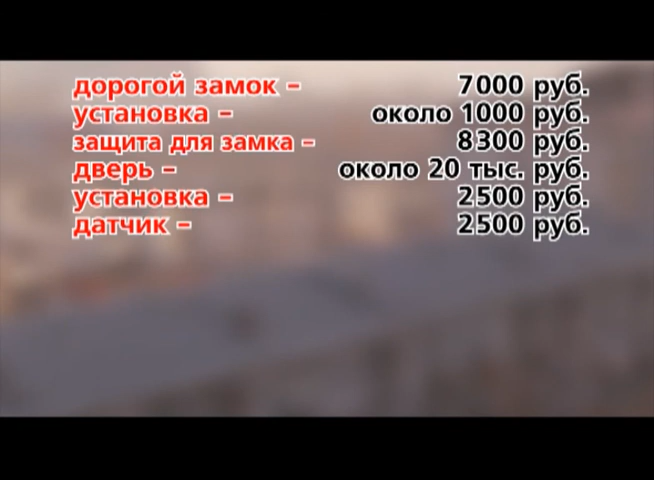 дорогой замок – 7000 руб.
установка – около 1000 руб.
защита для замка – 8300 руб.
дверь – около 20 тыс. руб.
установка – 2500 руб.
датчик – 2500 руб.